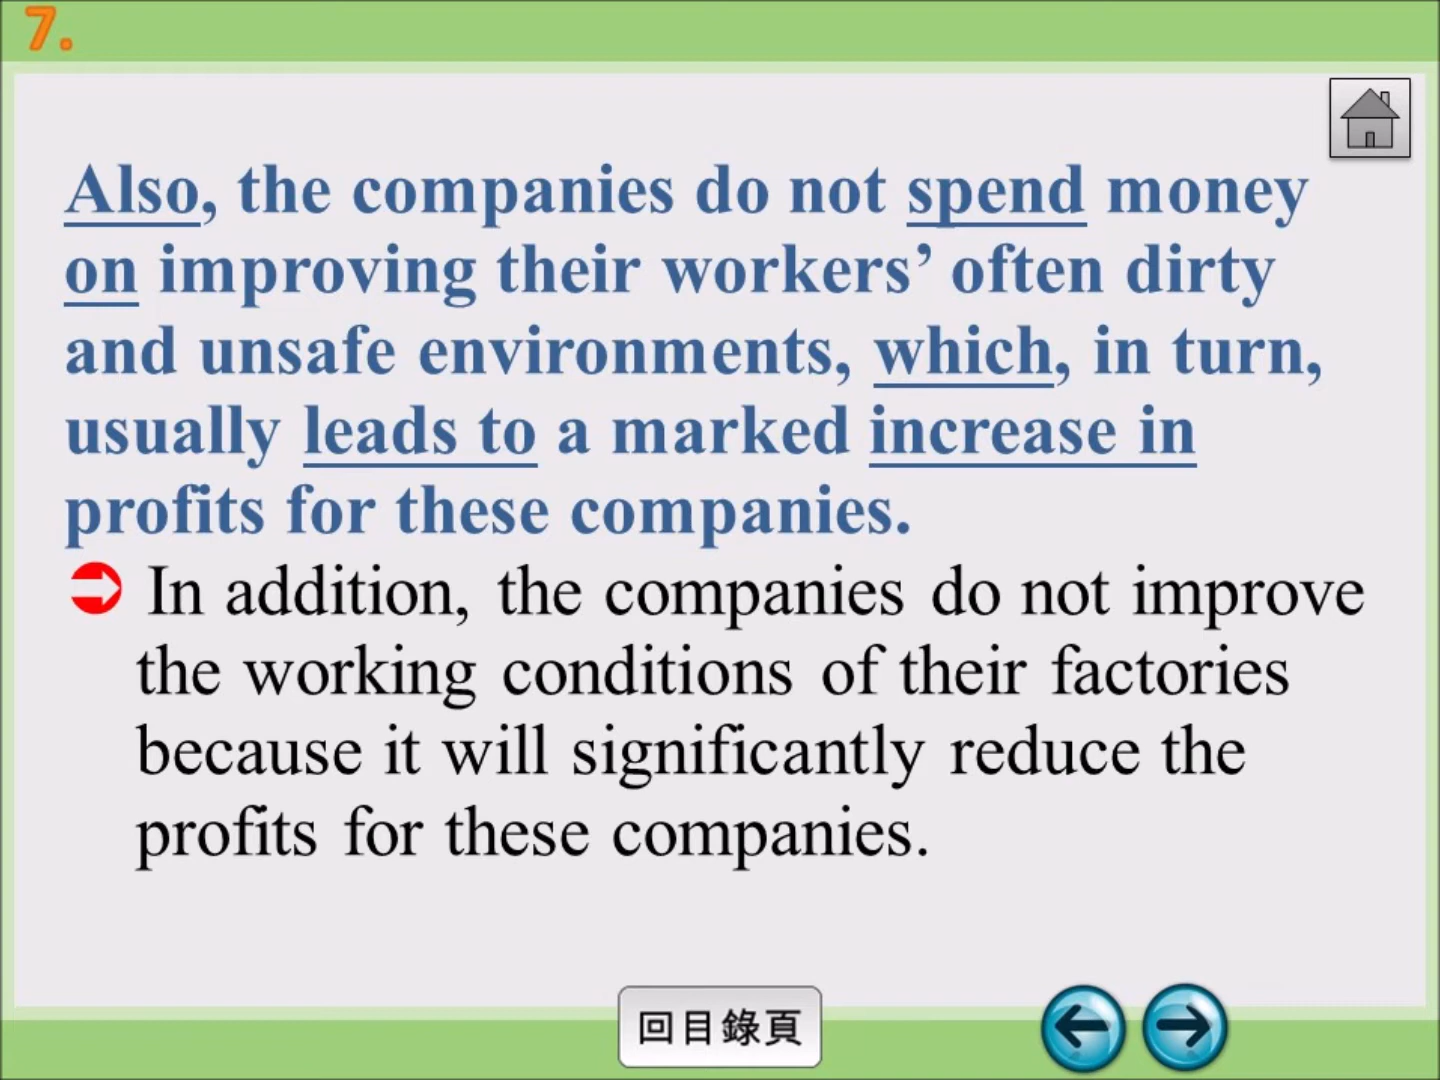 7.
Also, the companies do not spend money
on improving their workers’ often dirty
and unsafe environments, which, in turn,
usually leads to a marked increase in
profits for these companies.
In addition, the companies do not improve
the working conditions of their factories
because it will significantly reduce the
profits for these companies.
回目錄頁